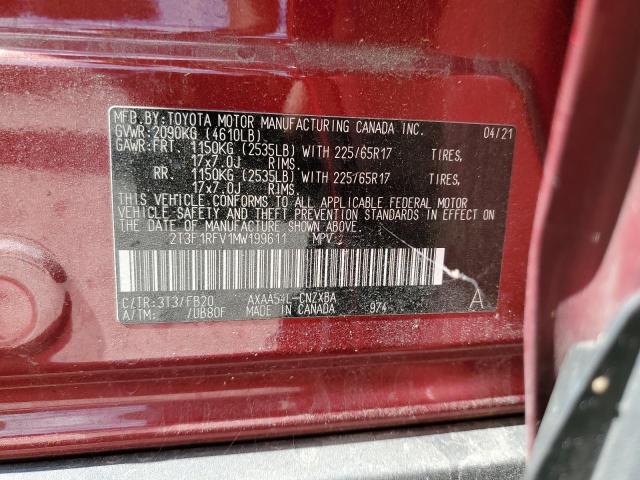 MFD.BY:TOYOTA MOTOR MANUFACTURING CANADA INC. 04/21
GVWR:2090KG (4610LB)
GAWR:FRT. 1150KG (2535LB) WITH 225/65R17 TIRES,
17x7.0J RIMS
RR. 1150KG (2535LB) WITH 225/65R17 TIRES,
17x7.0J RIMS
THIS VEHICLE CONFORMS TO ALL APPLICABLE FEDERAL MOTOR
VEHICLE SAFETY AND THEFT PREVENTION STANDARDS IN EFFECT ON
THE DATE OF MANUFACTURE SHOWN ABOVE.
2T3F1RFV1MW199611 MPV
C/TR:3T3/FB20 AXAA54L-CNZXBA A
A/TM: /UB80F MADE IN CANADA 974